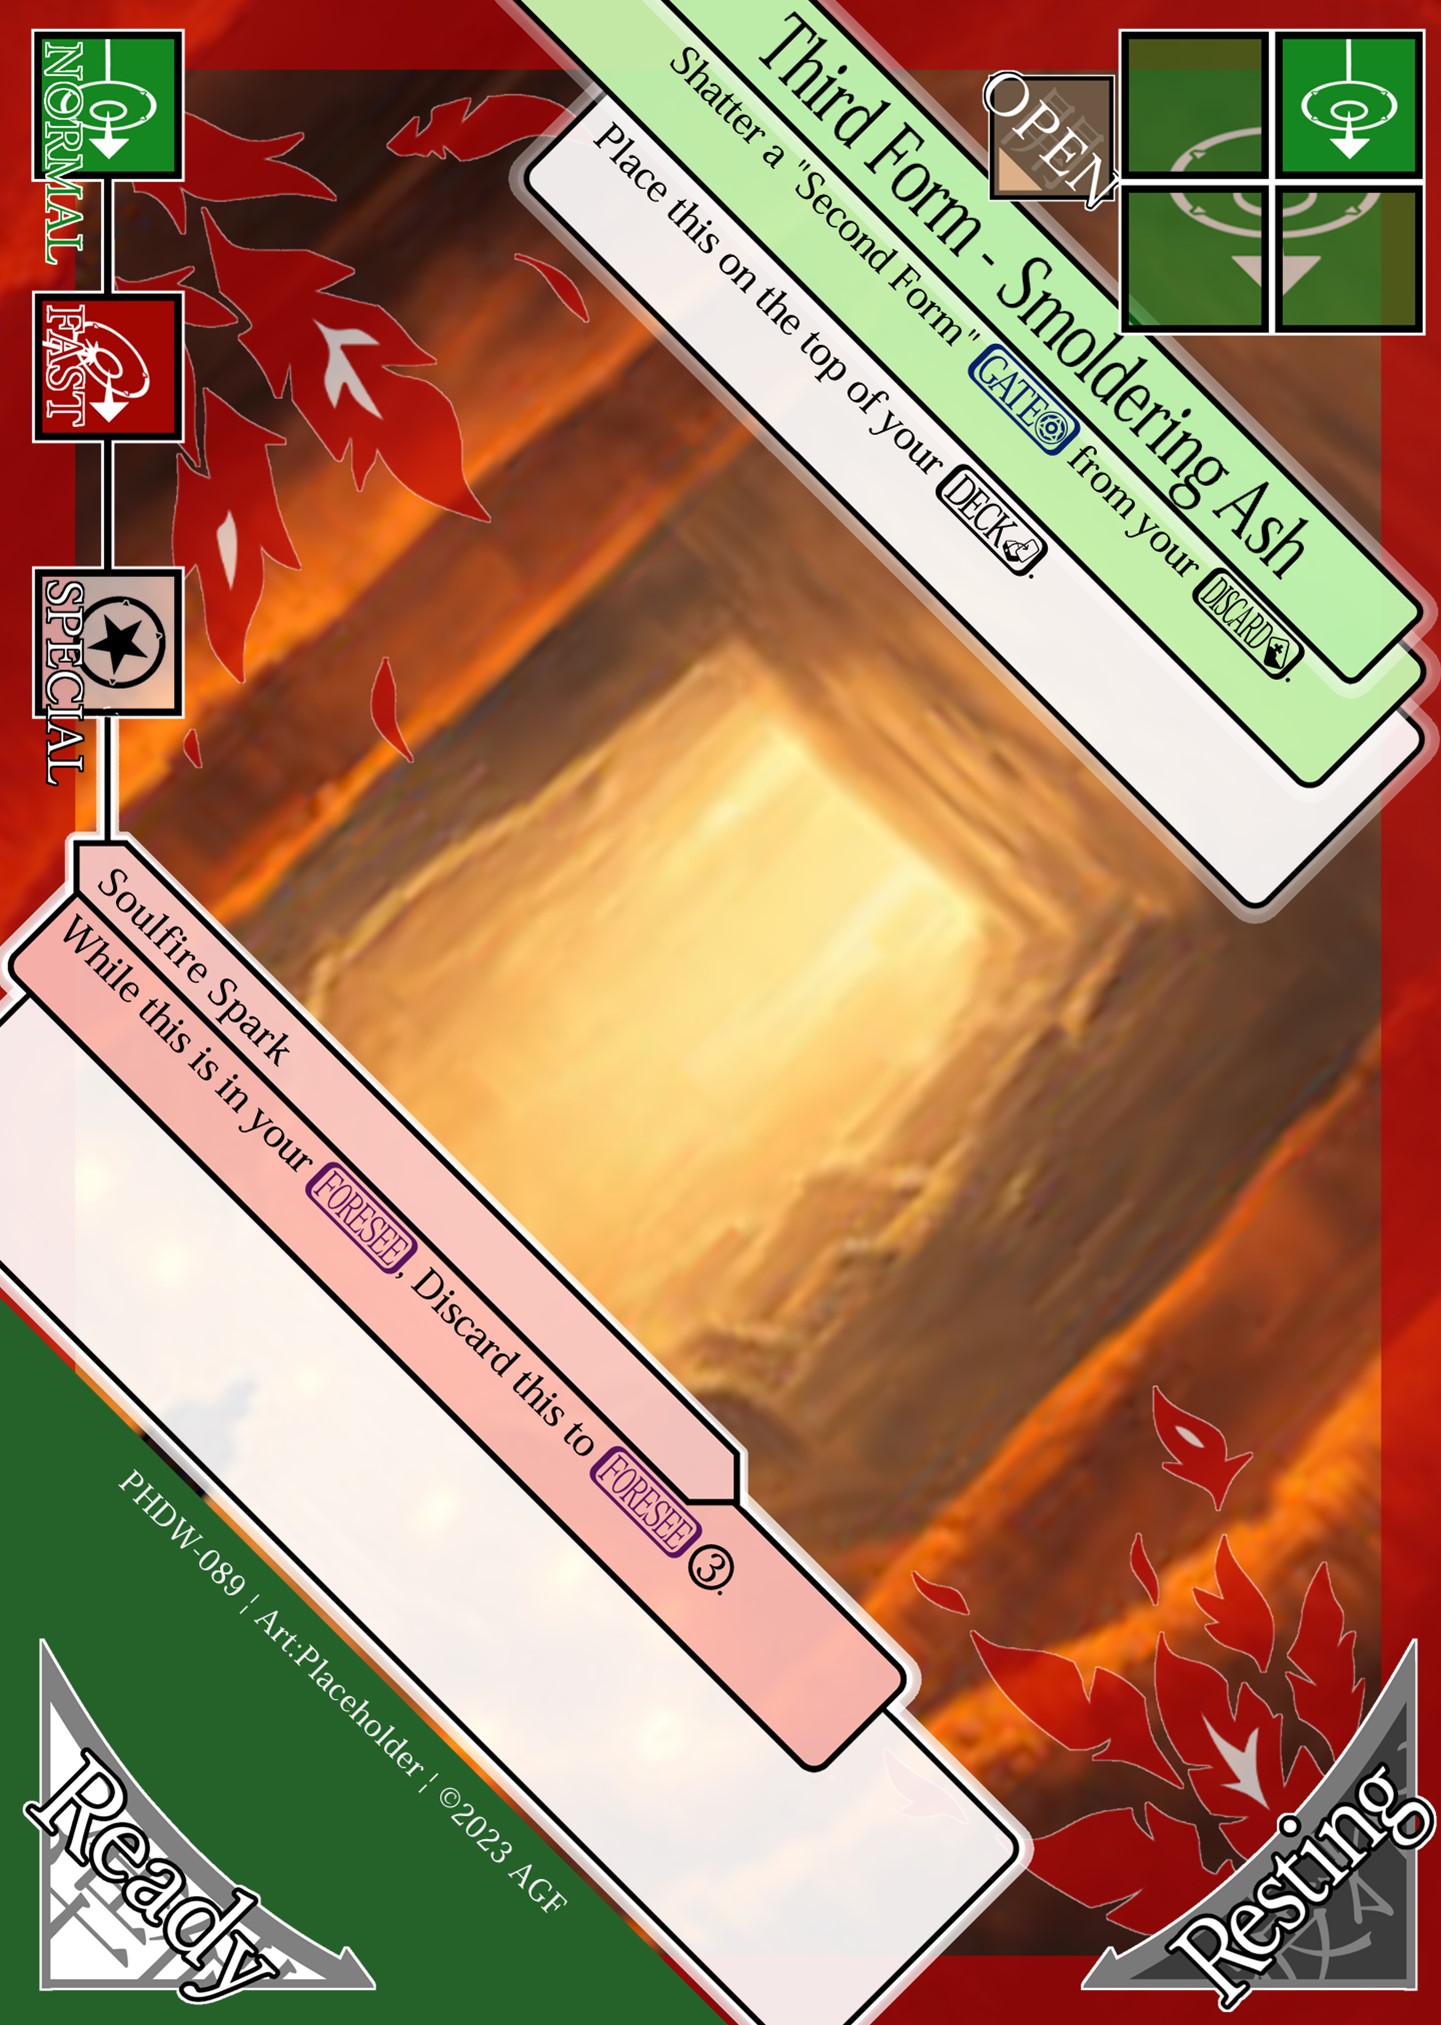 Third Form - Smoldering Ash
Shatter a "Second Form" GATE from your DISCARD.
Place this on the top of your DECK.
OPEN
NORMAL
FAST
SPECIAL
Soulfire Spark
While this is in your FORESEE, Discard this to FORESEE 3.
PHDW-089 ¦ Art:Placeholder ¦ ©2023 AGF
Ready
Resting